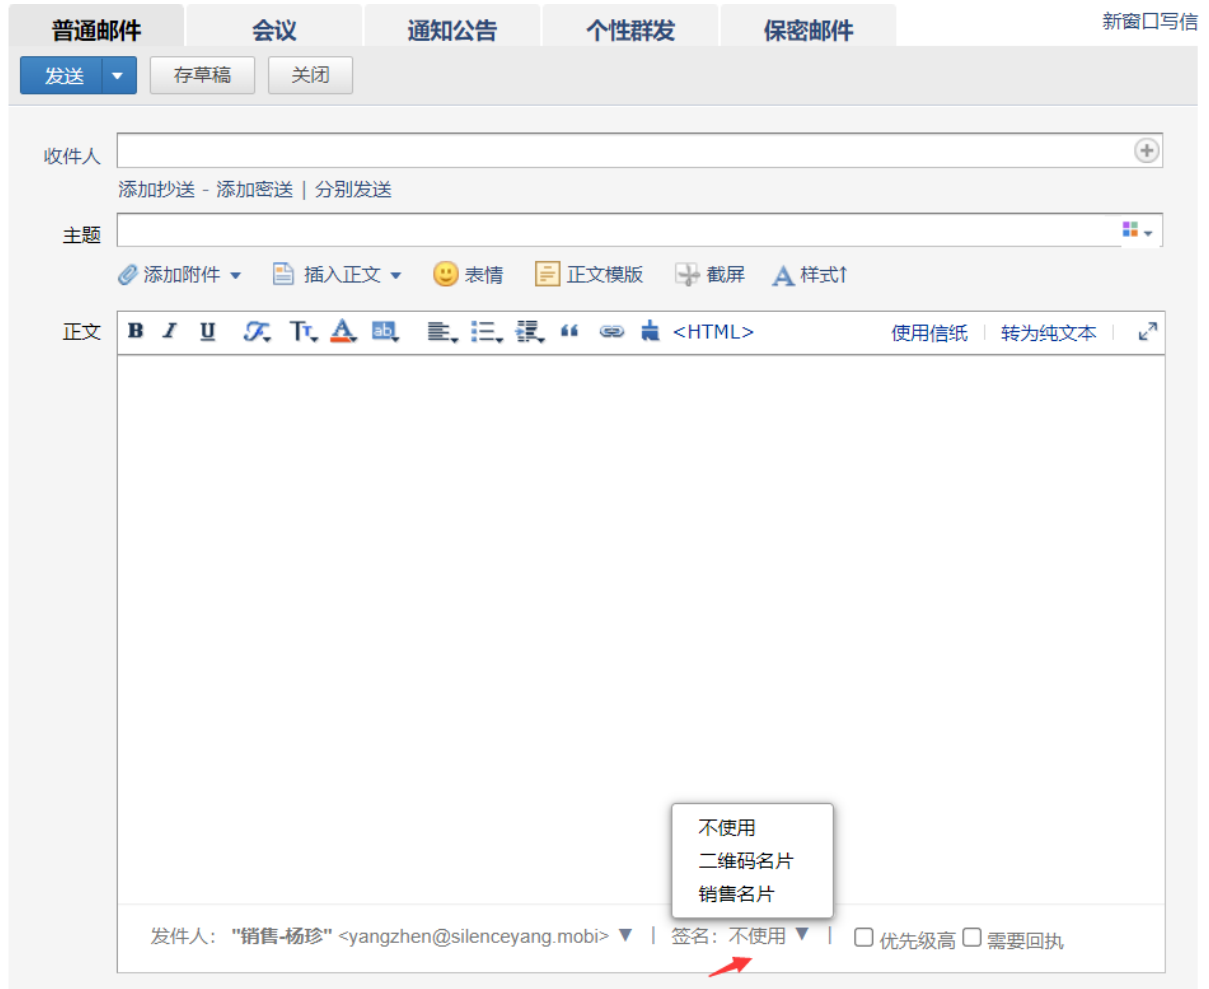 普通邮件 会议 通知公告 个性群发 保密邮件 新窗口写信
发送 存草稿 关闭
收件人
添加抄送 - 添加密送 | 分别发送
主题
添加附件 插入正文 表情 正文模版 截屏 A 样式↑
正文 B I U <HTML> 使用信纸 | 转为纯文本 |
不使用
二维码名片
销售名片
发件人: "销售-杨珍" <yangzhen@silenceyang.mobi> ▼ | 签名: 不使用 ▼ | 优先级高 需要回执